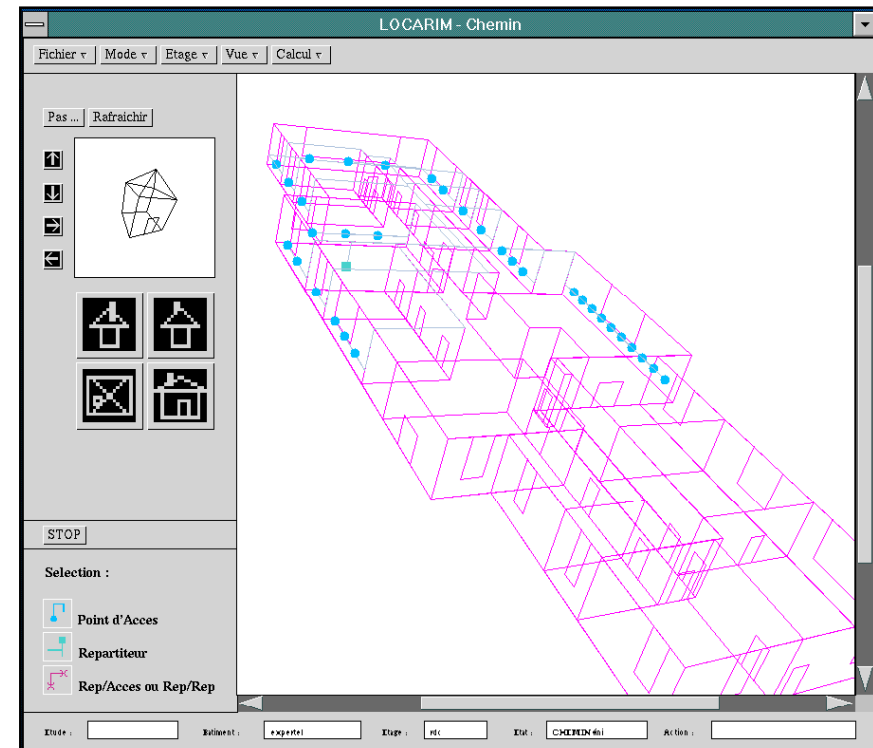 LOCARIM - Chemin
Fichier Mode Etage Vue Calcul
Pas ... Rafraichir
STOP
Selection :
Point d'Acces
Repartiteur
Rep/Acces ou Rep/Rep
Etude : Batiment : expertel Etage : rdc Etat : CHEMIN Action :